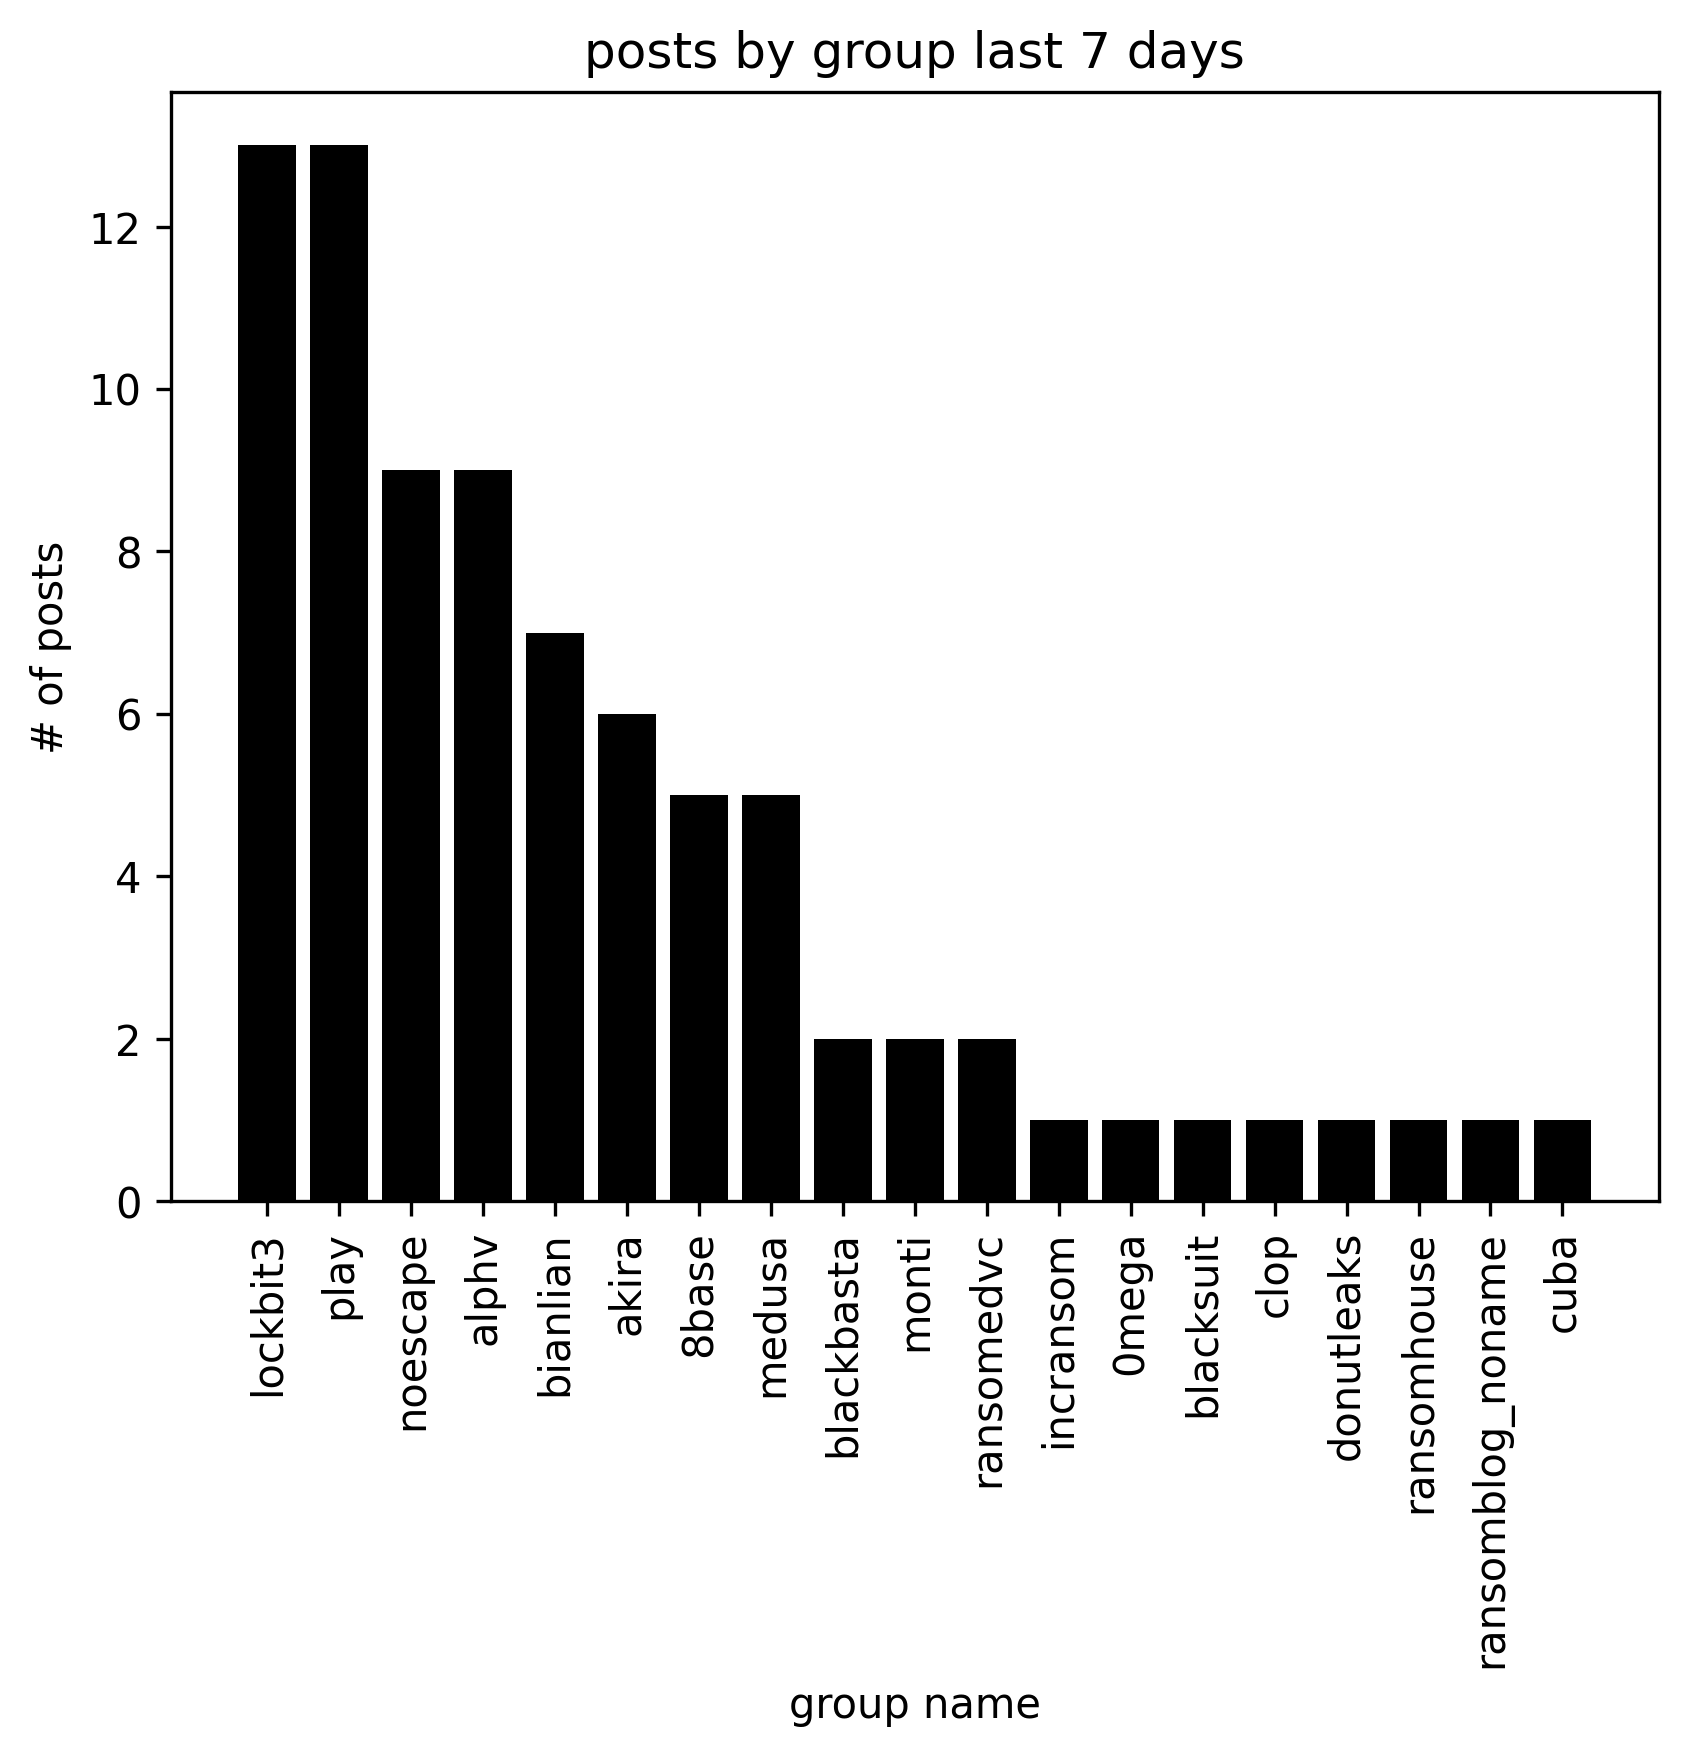 posts by group last 7 days
12
10
8
6
4
2
0
# of posts
lockbit3
play
noescape
alphv
bianlian
akira
8base
medusa
blackbasta
monti
ransomedvc
incransom
0mega
blacksuit
clop
donutleaks
ransomhouse
ransomblog_noname
cuba
group name